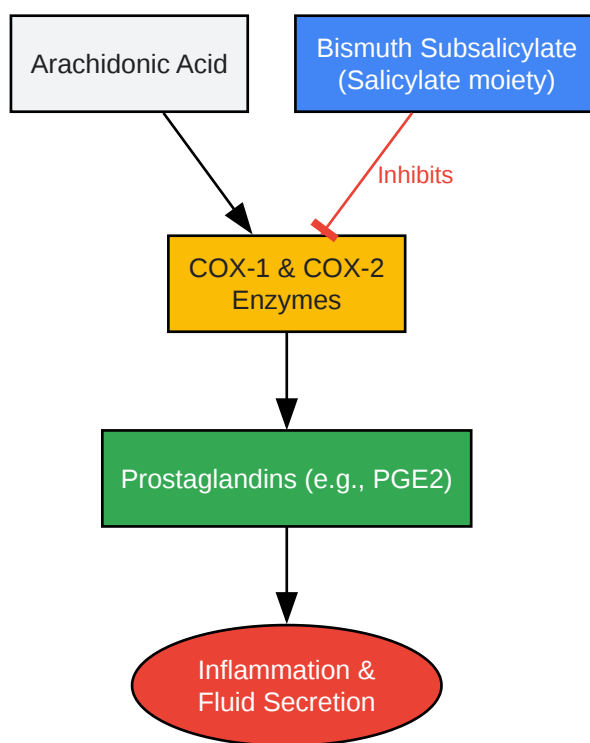 Arachidonic Acid
Bismuth Subsalicylate
(Salicylate moiety)
Inhibits
COX-1 & COX-2
Enzymes
Prostaglandins (e.g., PGE2)
Inflammation &
Fluid Secretion